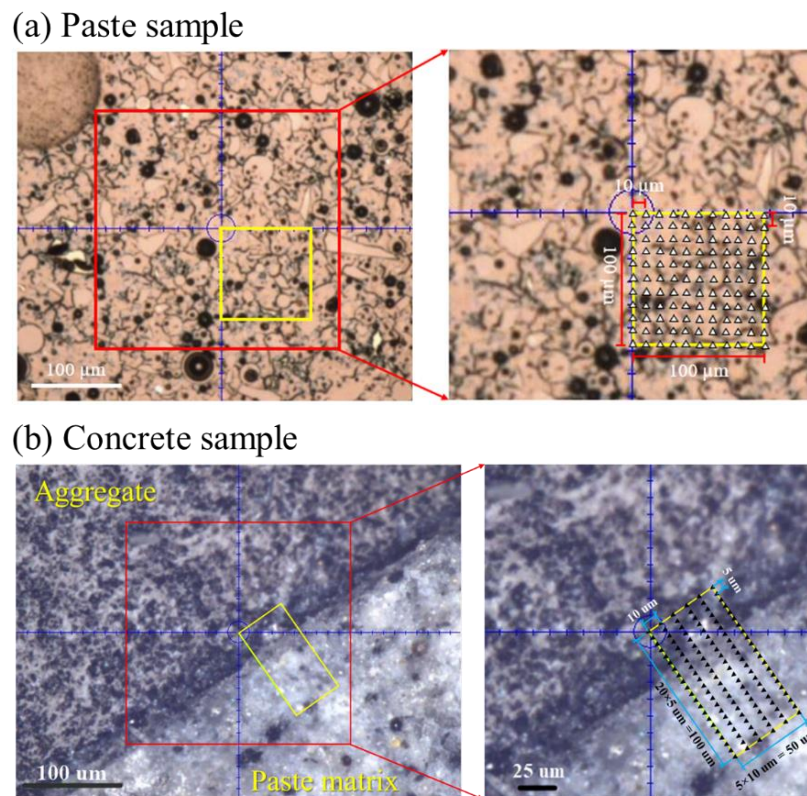 (a) Paste sample
100 μm
10 μm
10 μm
100 μm
100 μm
(b) Concrete sample
Aggregate
Paste matrix
100 um
10 um
5 um
20×5 um =100 um
5×10 um = 50 um
25 um